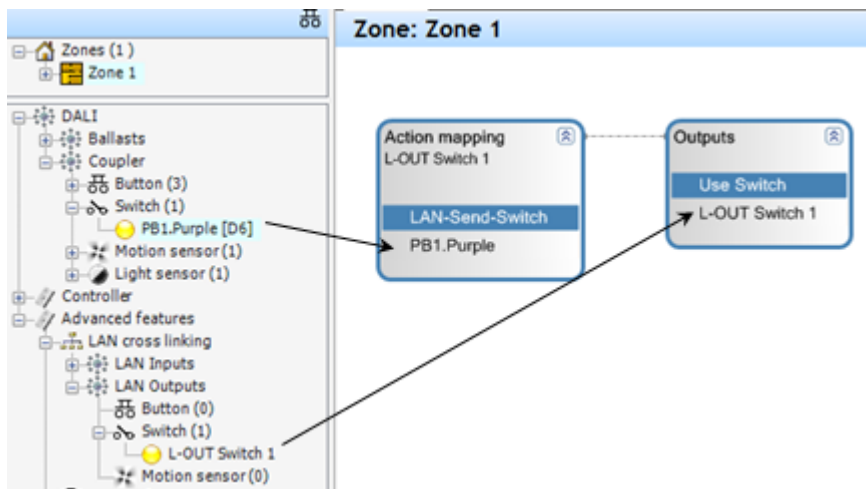 Zones (1 )
Zone 1
DALI
Ballasts
Coupler
Button (3)
Switch (1)
PB1.Purple [D6]
Motion sensor (1)
Light sensor (1)
Controller
Advanced features
LAN cross linking
LAN Inputs
LAN Outputs
Button (0)
Switch (1)
L-OUT Switch 1
Motion sensor (0)
Zone: Zone 1
Action mapping
L-OUT Switch 1
LAN-Send-Switch
PB1.Purple
Outputs
Use Switch
L-OUT Switch 1